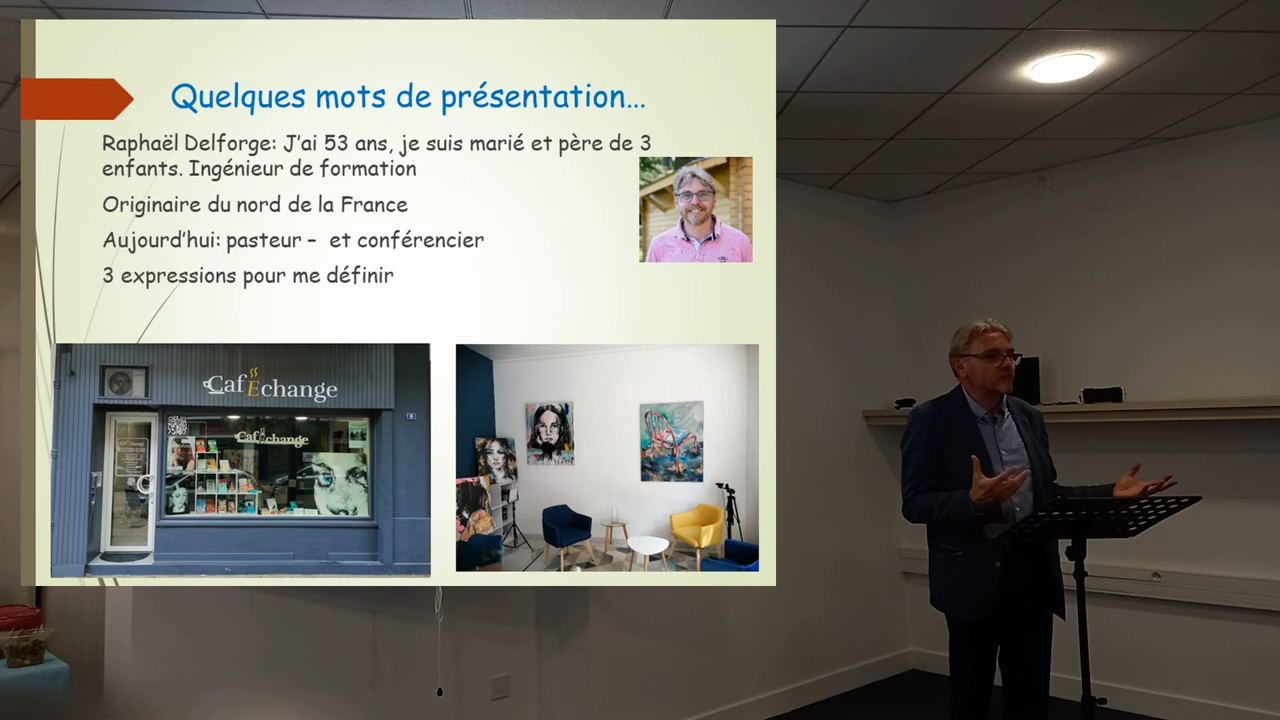 Quelques mots de présentation...
Raphaël Delforge: J'ai 53 ans, je suis marié et père de 3
enfants. Ingénieur de formation
Originaire du nord de la France
Aujourd'hui: pasteur – et conférencier
3 expressions pour me définir
CafÉchange
CafÉchange